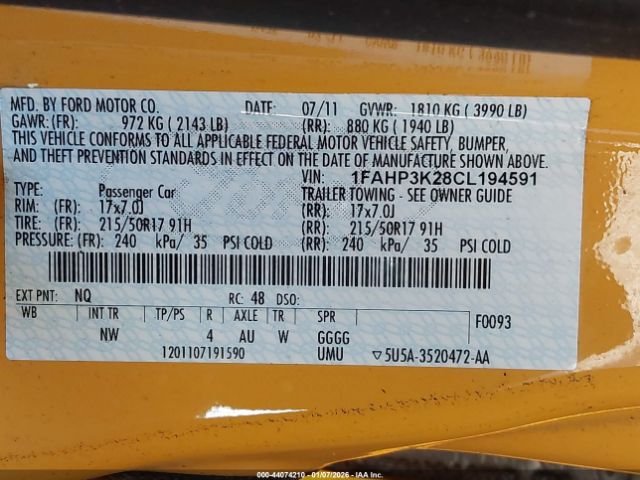 MFD. BY FORD MOTOR CO. DATE: 07/11 GVWR: 1810 KG ( 3990 LB)
GAWR: (FR): 972 KG ( 2143 LB) (RR): 880 KG ( 1940 LB)
THIS VEHICLE CONFORMS TO ALL APPLICABLE FEDERAL MOTOR VEHICLE SAFETY, BUMPER,
AND THEFT PREVENTION STANDARDS IN EFFECT ON THE DATE OF MANUFACTURE SHOWN ABOVE.
VIN: 1FAHP3K28CL194591
TYPE: Passenger Car TRAILER TOWING - SEE OWNER GUIDE
RIM: (FR): 17x7.0J (RR): 17x7.0J
TIRE: (FR): 215/50R17 91H (RR): 215/50R17 91H
PRESSURE: (FR): 240 kPa/ 35 PSI COLD (RR): 240 kPa/ 35 PSI COLD
EXT PNT: NQ RC: 48 DSO:
WB INT TR TP/PS R AXLE TR SPR F0093
NW 4 AU W GGGG
1201107191590 UMU ▽5U5A-3520472-AA
000-44074210 - 01/07/2026 - IAA